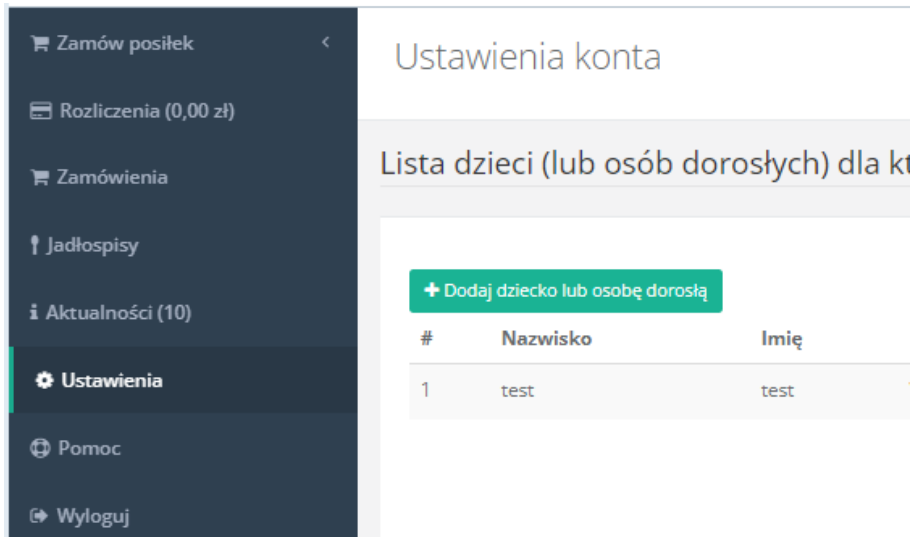 Zamów posiłek
Rozliczenia (0,00 zł)
Zamówienia
Jadłospisy
Aktualności (10)
Ustawienia
Pomoc
Wyloguj
Ustawienia konta
Lista dzieci (lub osób dorosłych) dla
+ Dodaj dziecko lub osobę dorosłą
# Nazwisko Imię
1 test test